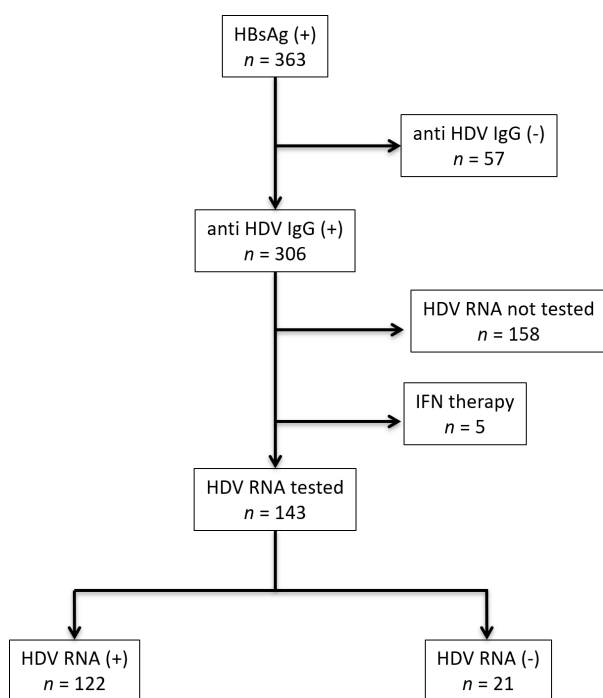 HBsAg (+)
n = 363
anti HDV IgG (-)
n = 57
anti HDV IgG (+)
n = 306
HDV RNA not tested
n = 158
IFN therapy
n = 5
HDV RNA tested
n = 143
HDV RNA (+)
n = 122
HDV RNA (-)
n = 21